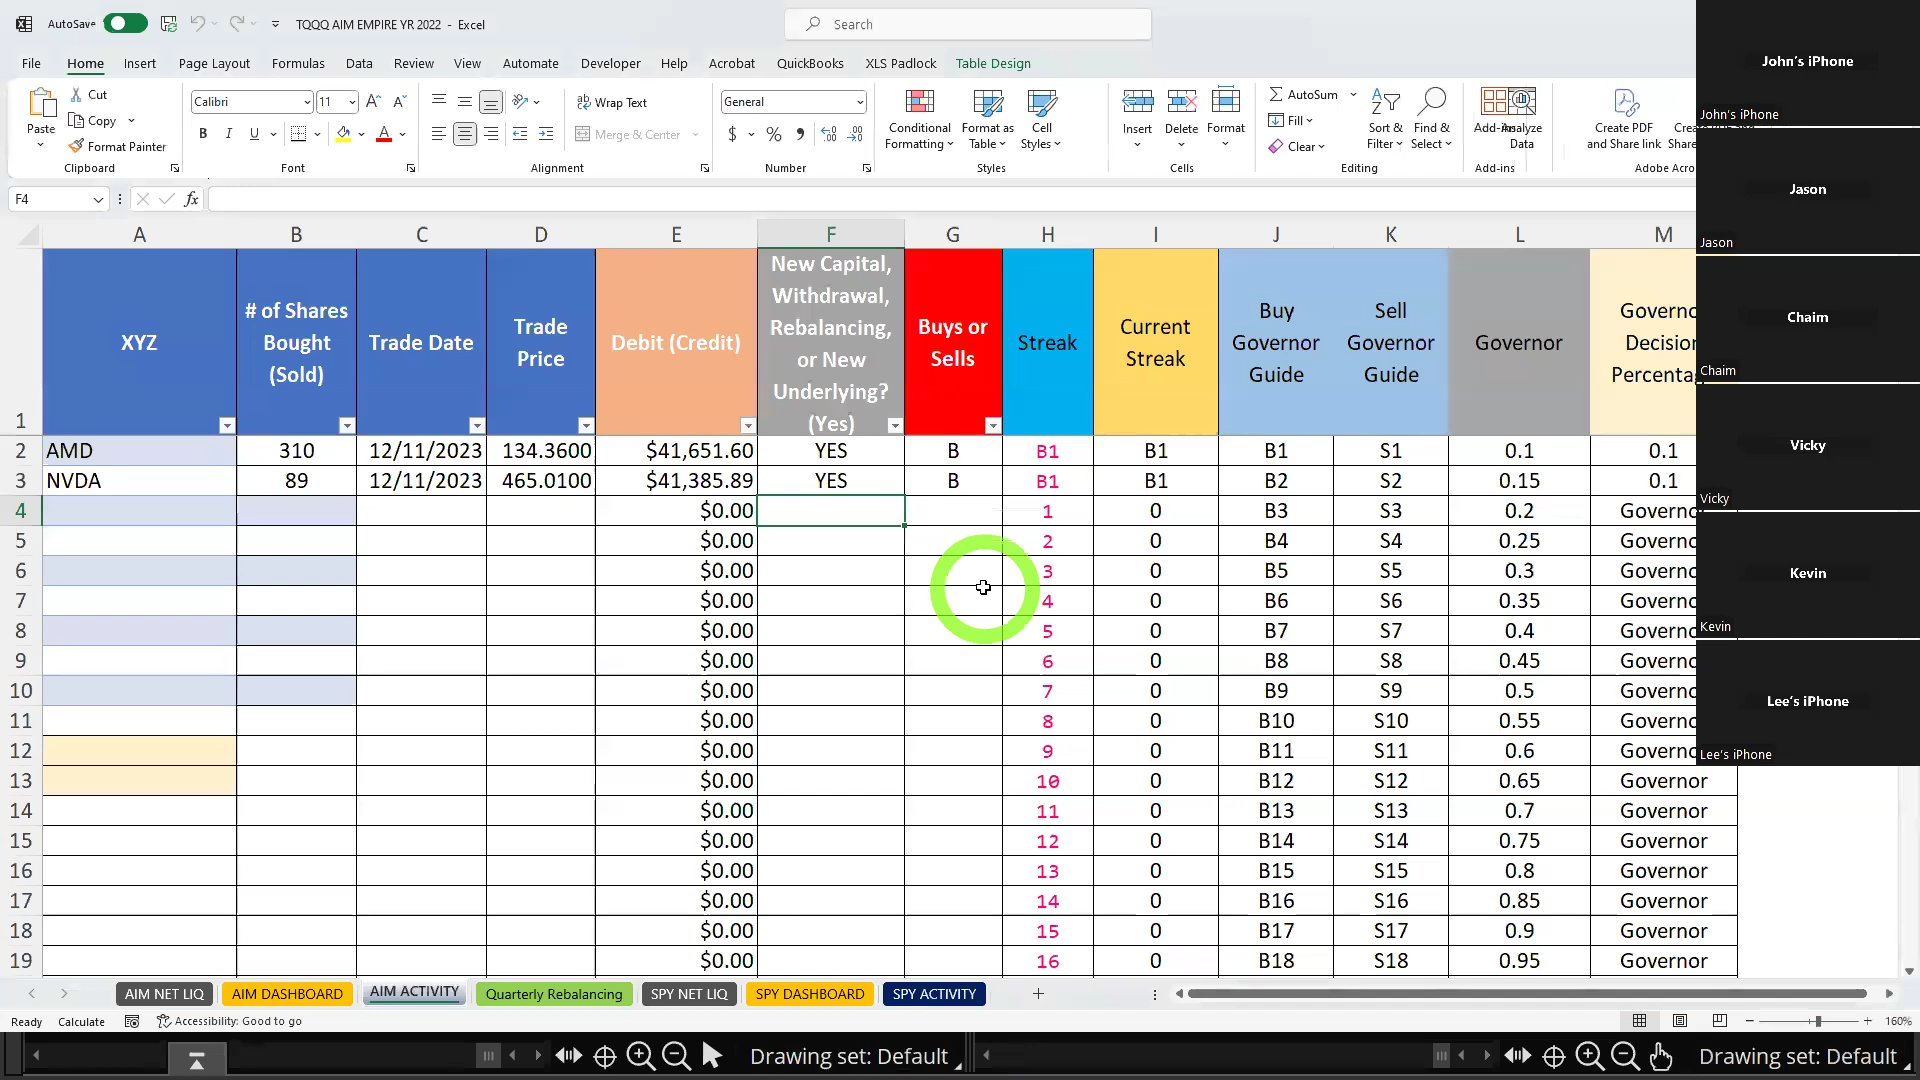 AutoSave TQQQ AIM EMPIRE YR 2022 - Excel Search
File Home Insert Page Layout Formulas Data Review View Automate Developer Help Acrobat QuickBooks XLS Padlock Table Design
Paste Cut Copy Format Painter
Clipboard
Calibri 11
B I U A
Font
ab Wrap Text
Merge & Center
Alignment
General
$ % ,
Number
Conditional Formatting Format as Table Cell Styles
Styles
Insert Delete Format
Cells
AutoSum Fill Clear
Sort & Filter Find & Select
Editing
Analyze Data
Add-ins
Create PDF and Share link
F4 fx
A B C D E F G H I J K L M
1 XYZ # of Shares Bought (Sold) Trade Date Trade Price Debit (Credit) New Capital, Withdrawal, Rebalancing, or New Underlying? (Yes) Buys or Sells Streak Current Streak Buy Governor Guide Sell Governor Guide Governor
2 AMD 310 12/11/2023 134.3600 $41,651.60 YES B B1 B1 B1 S1 0.1 0.1
3 NVDA 89 12/11/2023 465.0100 $41,385.89 YES B B1 B1 B2 S2 0.15 0.1
4 $0.00 1 0 B3 S3 0.2 Governo
5 $0.00 2 0 B4 S4 0.25 Governo
6 $0.00 3 0 B5 S5 0.3 Governo
7 $0.00 4 0 B6 S6 0.35 Governo
8 $0.00 5 0 B7 S7 0.4 Governo
9 $0.00 6 0 B8 S8 0.45 Governo
10 $0.00 7 0 B9 S9 0.5 Governo
11 $0.00 8 0 B10 S10 0.55 Governo
12 $0.00 9 0 B11 S11 0.6 Governo
13 $0.00 10 0 B12 S12 0.65 Governor
14 $0.00 11 0 B13 S13 0.7 Governor
15 $0.00 12 0 B14 S14 0.75 Governor
16 $0.00 13 0 B15 S15 0.8 Governor
17 $0.00 14 0 B16 S16 0.85 Governor
18 $0.00 15 0 B17 S17 0.9 Governor
19 $0.00 16 0 B18 S18 0.95 Governor
AIM NET LIQ AIM DASHBOARD AIM ACTIVITY Quarterly Rebalancing SPY NET LIQ SPY DASHBOARD SPY ACTIVITY
Ready Calculate Accessibility: Good to go 160%
Drawing set: Default Drawing set: Default
John's iPhone
John's iPhone
Jason
Jason
Chaim
Chaim
Vicky
Vicky
Kevin
Kevin
Lee's iPhone
Lee's iPhone